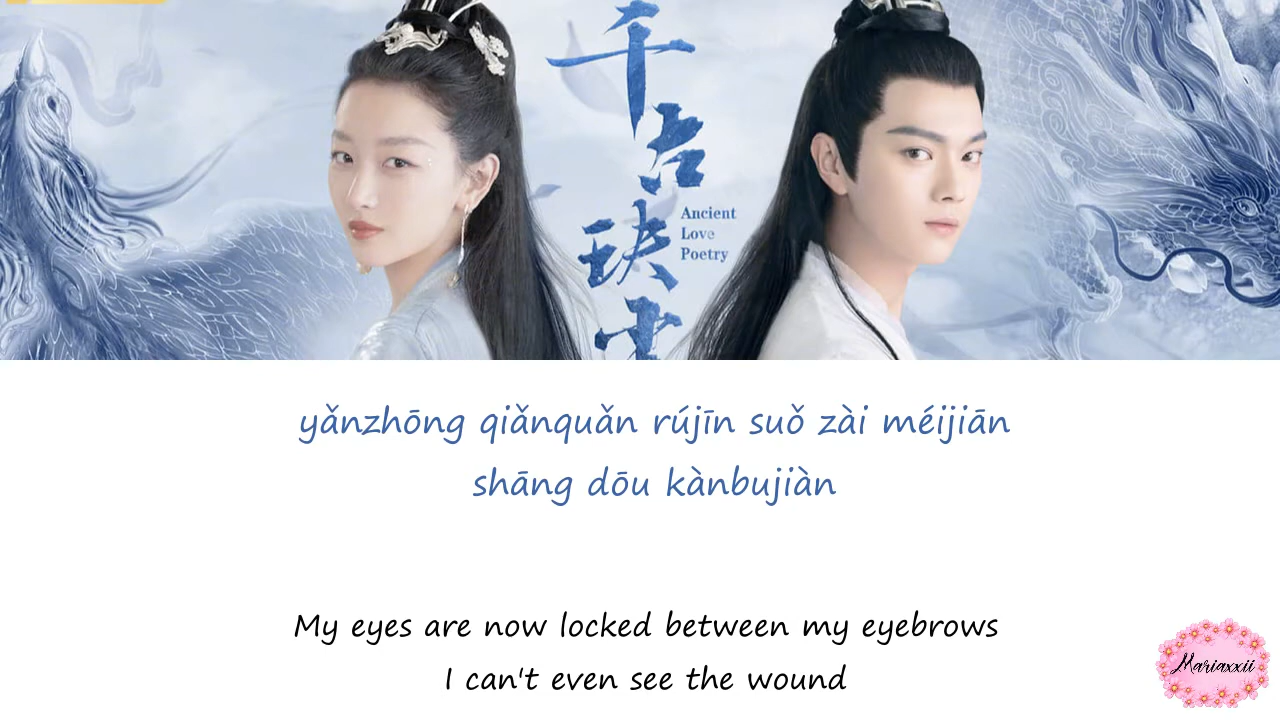 千
古
玦
尘
Ancient
Love
Poetry
yǎnzhōng qiǎnquǎn rújīn suǒ zài méijiān
shāng dōu kànbujiàn
My eyes are now locked between my eyebrows
I can't even see the wound
Mariaxxii